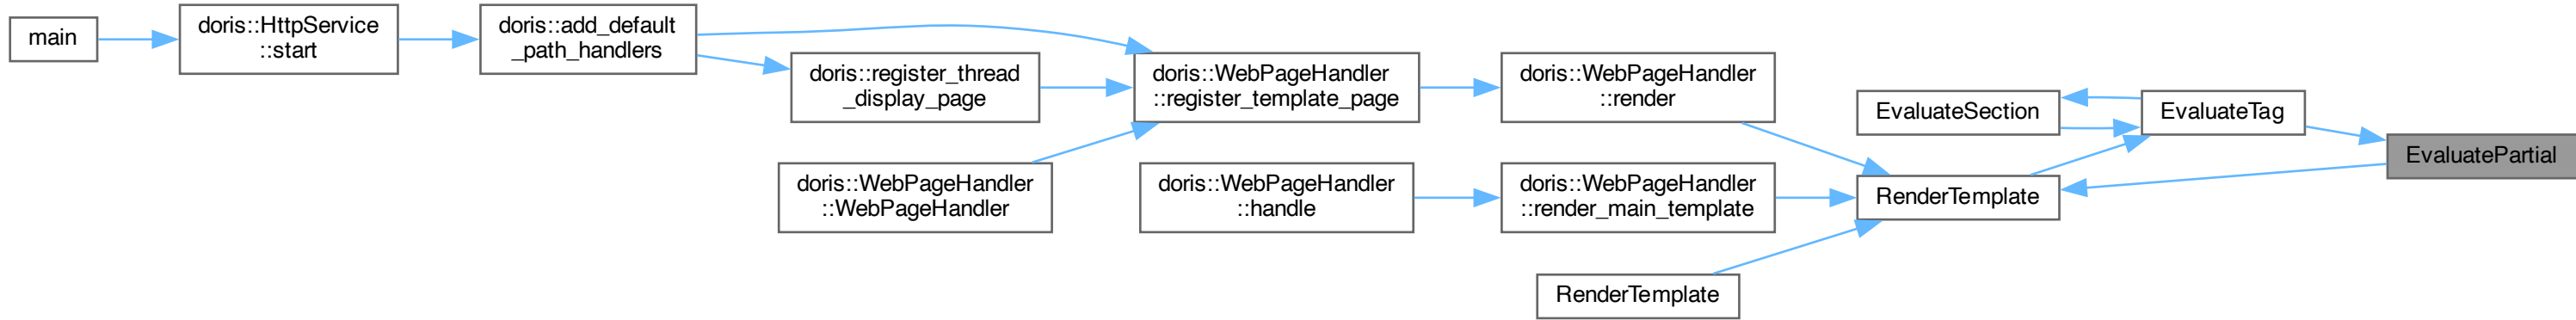 main
doris::HttpService
::start
doris::add_default
_path_handlers
doris::register_thread
_display_page
doris::WebPageHandler
::WebPageHandler
doris::WebPageHandler
::register_template_page
doris::WebPageHandler
::handle
doris::WebPageHandler
::render
doris::WebPageHandler
::render_main_template
RenderTemplate
EvaluateSection
RenderTemplate
EvaluateTag
EvaluatePartial